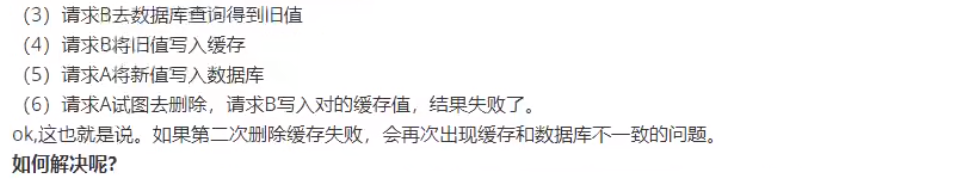 （3）请求B去数据库查询得到旧值
（4）请求B将旧值写入缓存
（5）请求A将新值写入数据库
（6）请求A试图去删除，请求B写入对的缓存值，结果失败了。
ok,这也就是说。如果第二次删除缓存失败，会再次出现缓存和数据库不一致的问题。
如何解决呢?